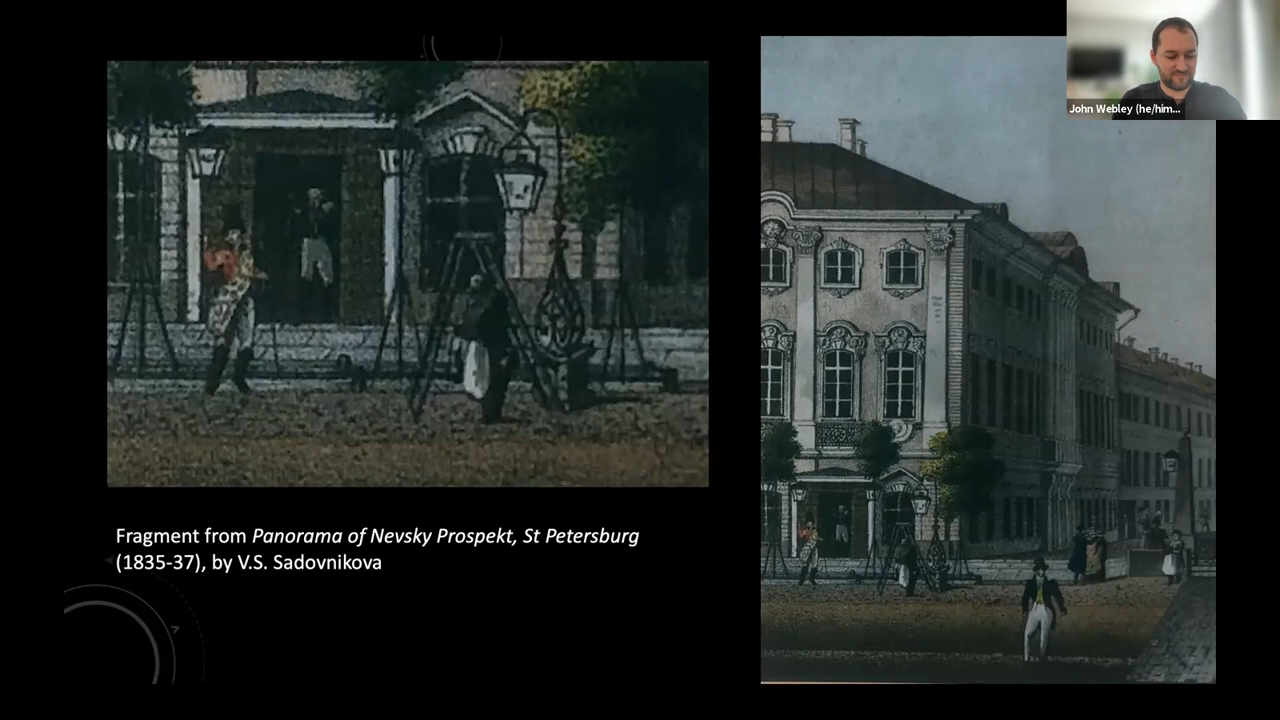 John Webley (he/him...
Fragment from Panorama of Nevsky Prospekt, St Petersburg
(1835-37), by V.S. Sadovnikova